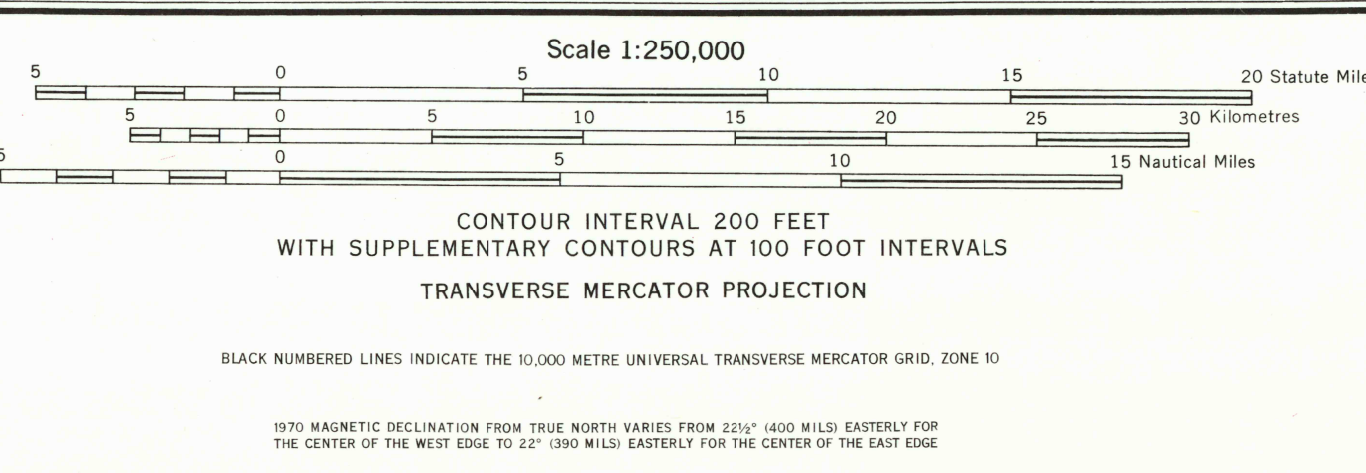 Scale 1:250,000
5 0 5 10 15 20 Statute Mile
5 0 5 10 15 20 25 30 Kilometres
5 0 5 10 15 Nautical Miles
CONTOUR INTERVAL 200 FEET
WITH SUPPLEMENTARY CONTOURS AT 100 FOOT INTERVALS
TRANSVERSE MERCATOR PROJECTION
BLACK NUMBERED LINES INDICATE THE 10,000 METRE UNIVERSAL TRANSVERSE MERCATOR GRID, ZONE 10
1970 MAGNETIC DECLINATION FROM TRUE NORTH VARIES FROM 22½° (400 MILS) EASTERLY FOR
THE CENTER OF THE WEST EDGE TO 22° (390 MILS) EASTERLY FOR THE CENTER OF THE EAST EDGE